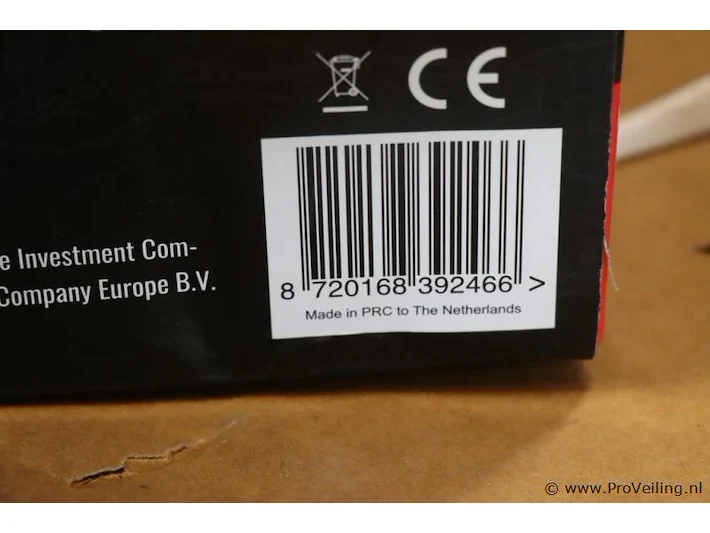 CE
e Investment Com-
Company Europe B.V.
8 720168 392466 >
Made in PRC to The Netherlands
© www.ProVeiling.nl